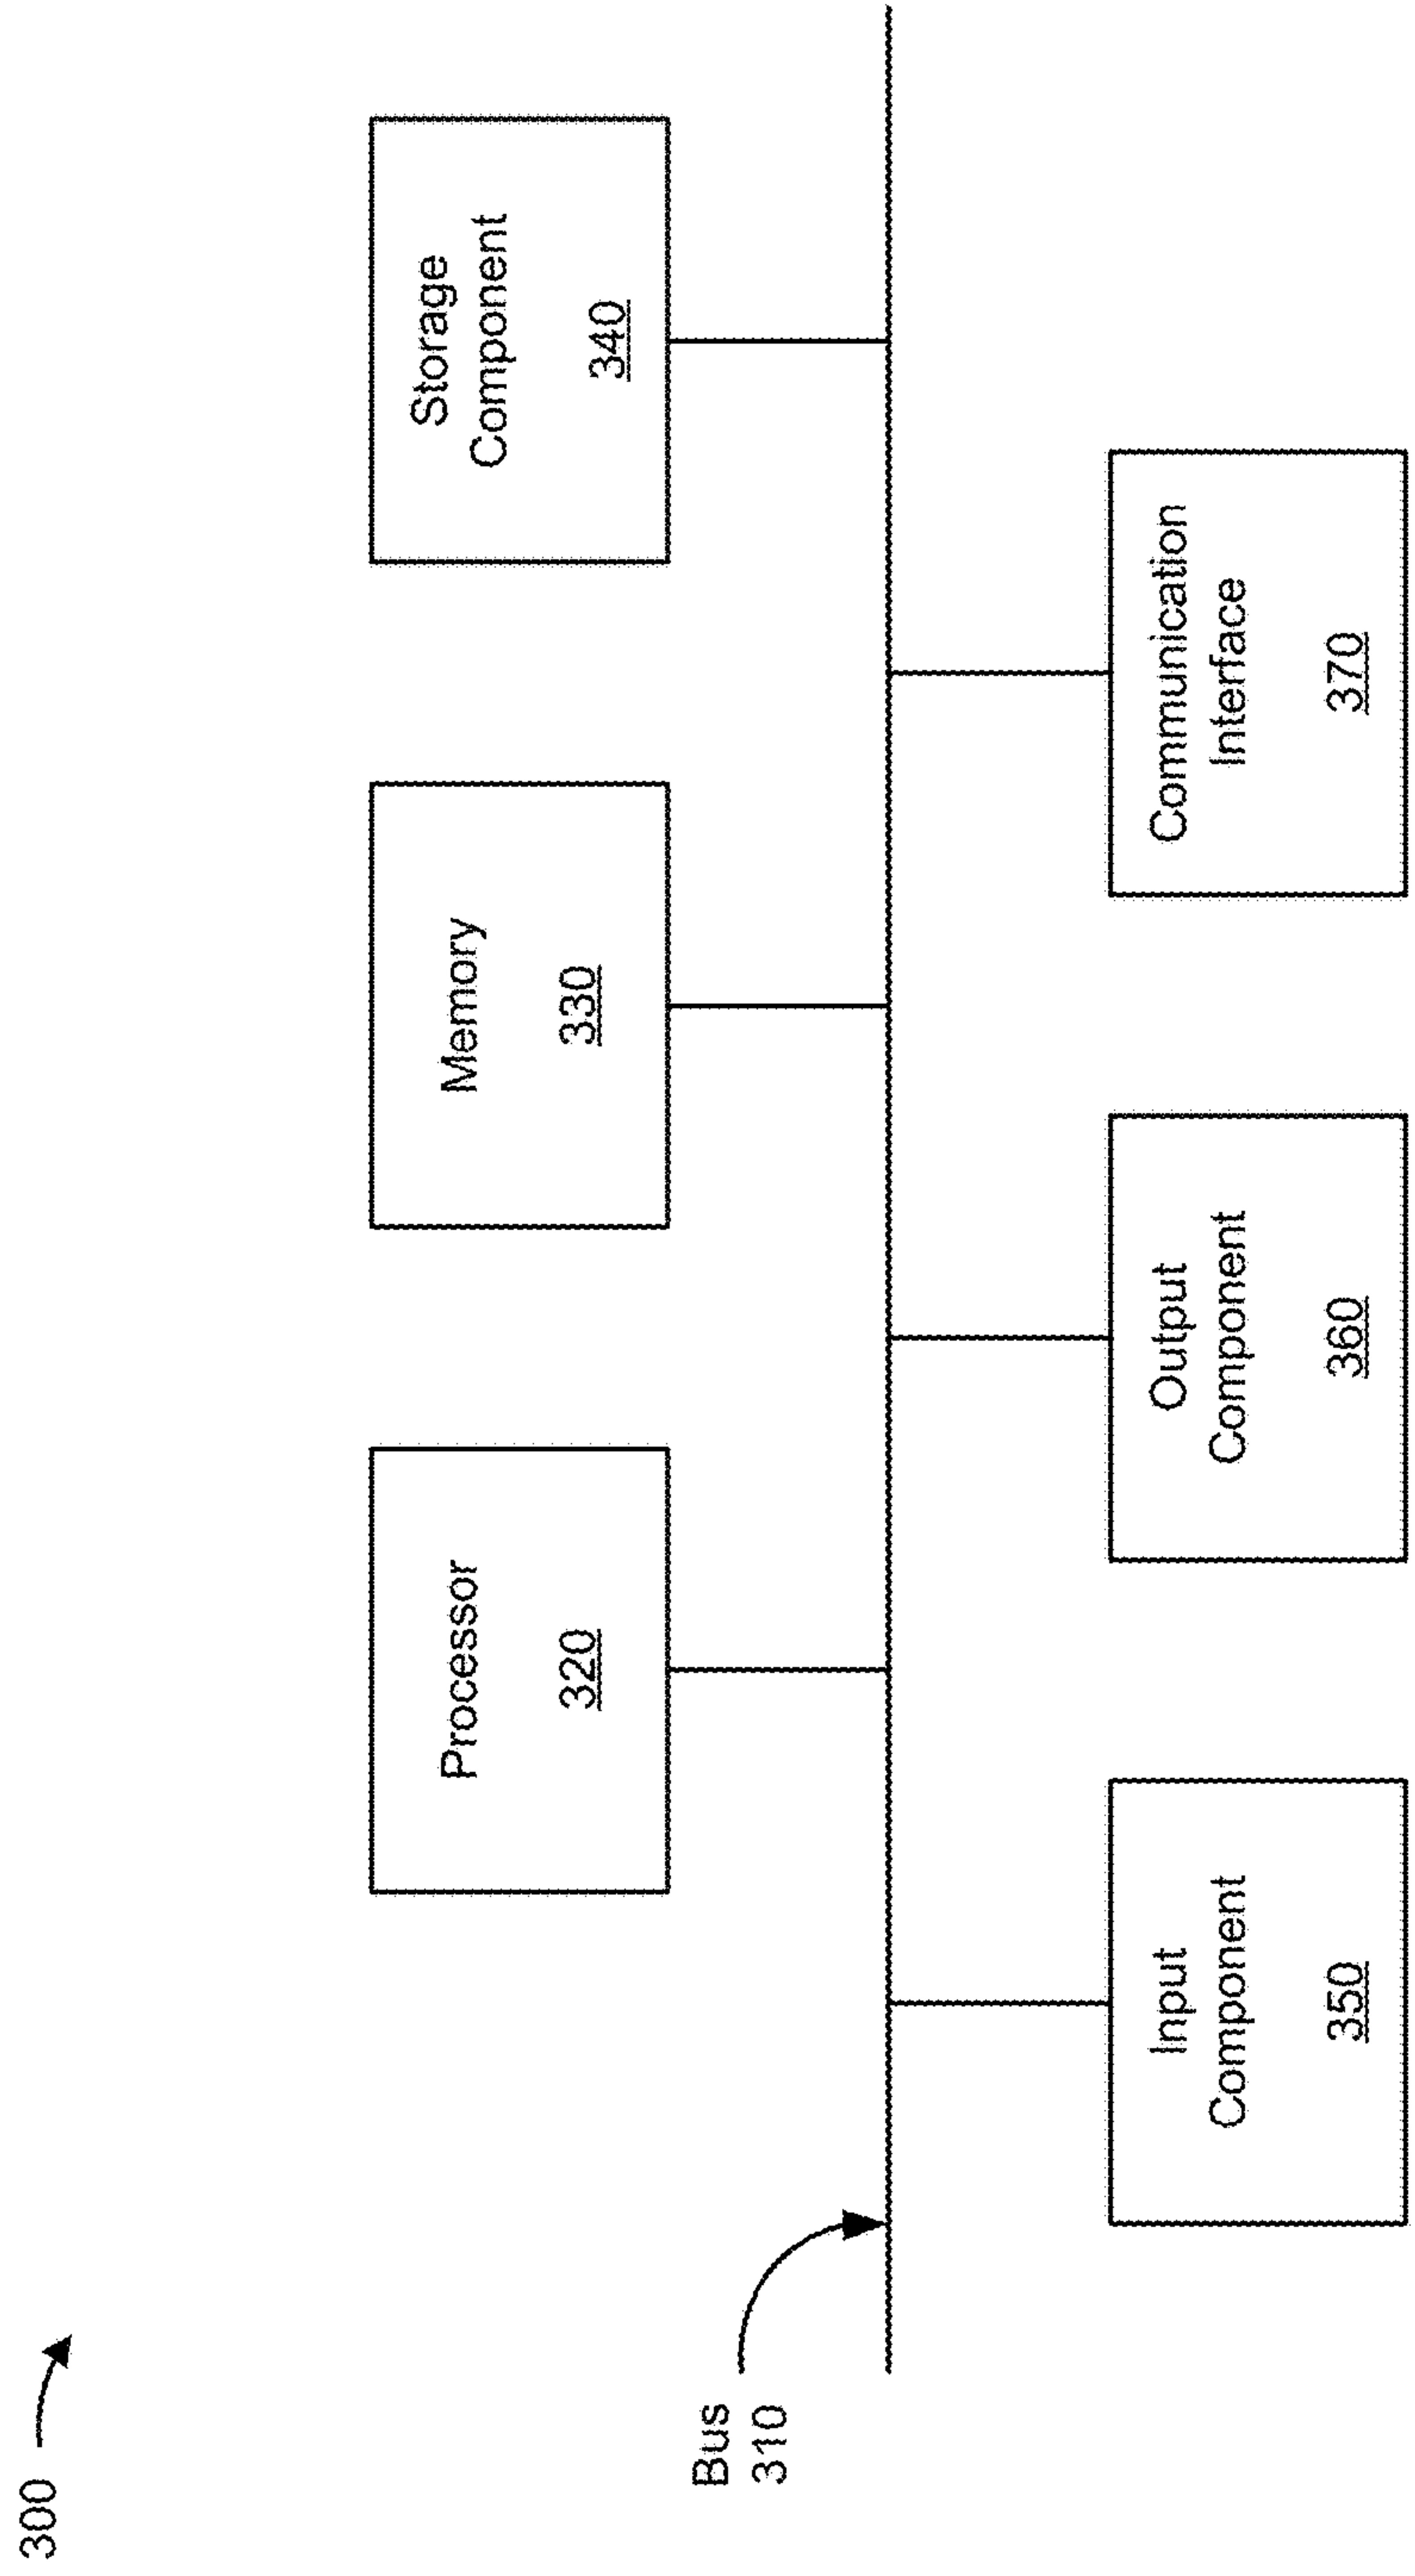 300
Processor
320
Memory
330
Storage
Component
340
Bus
310
Input
Component
350
Output
Component
360
Communication
Interface
370